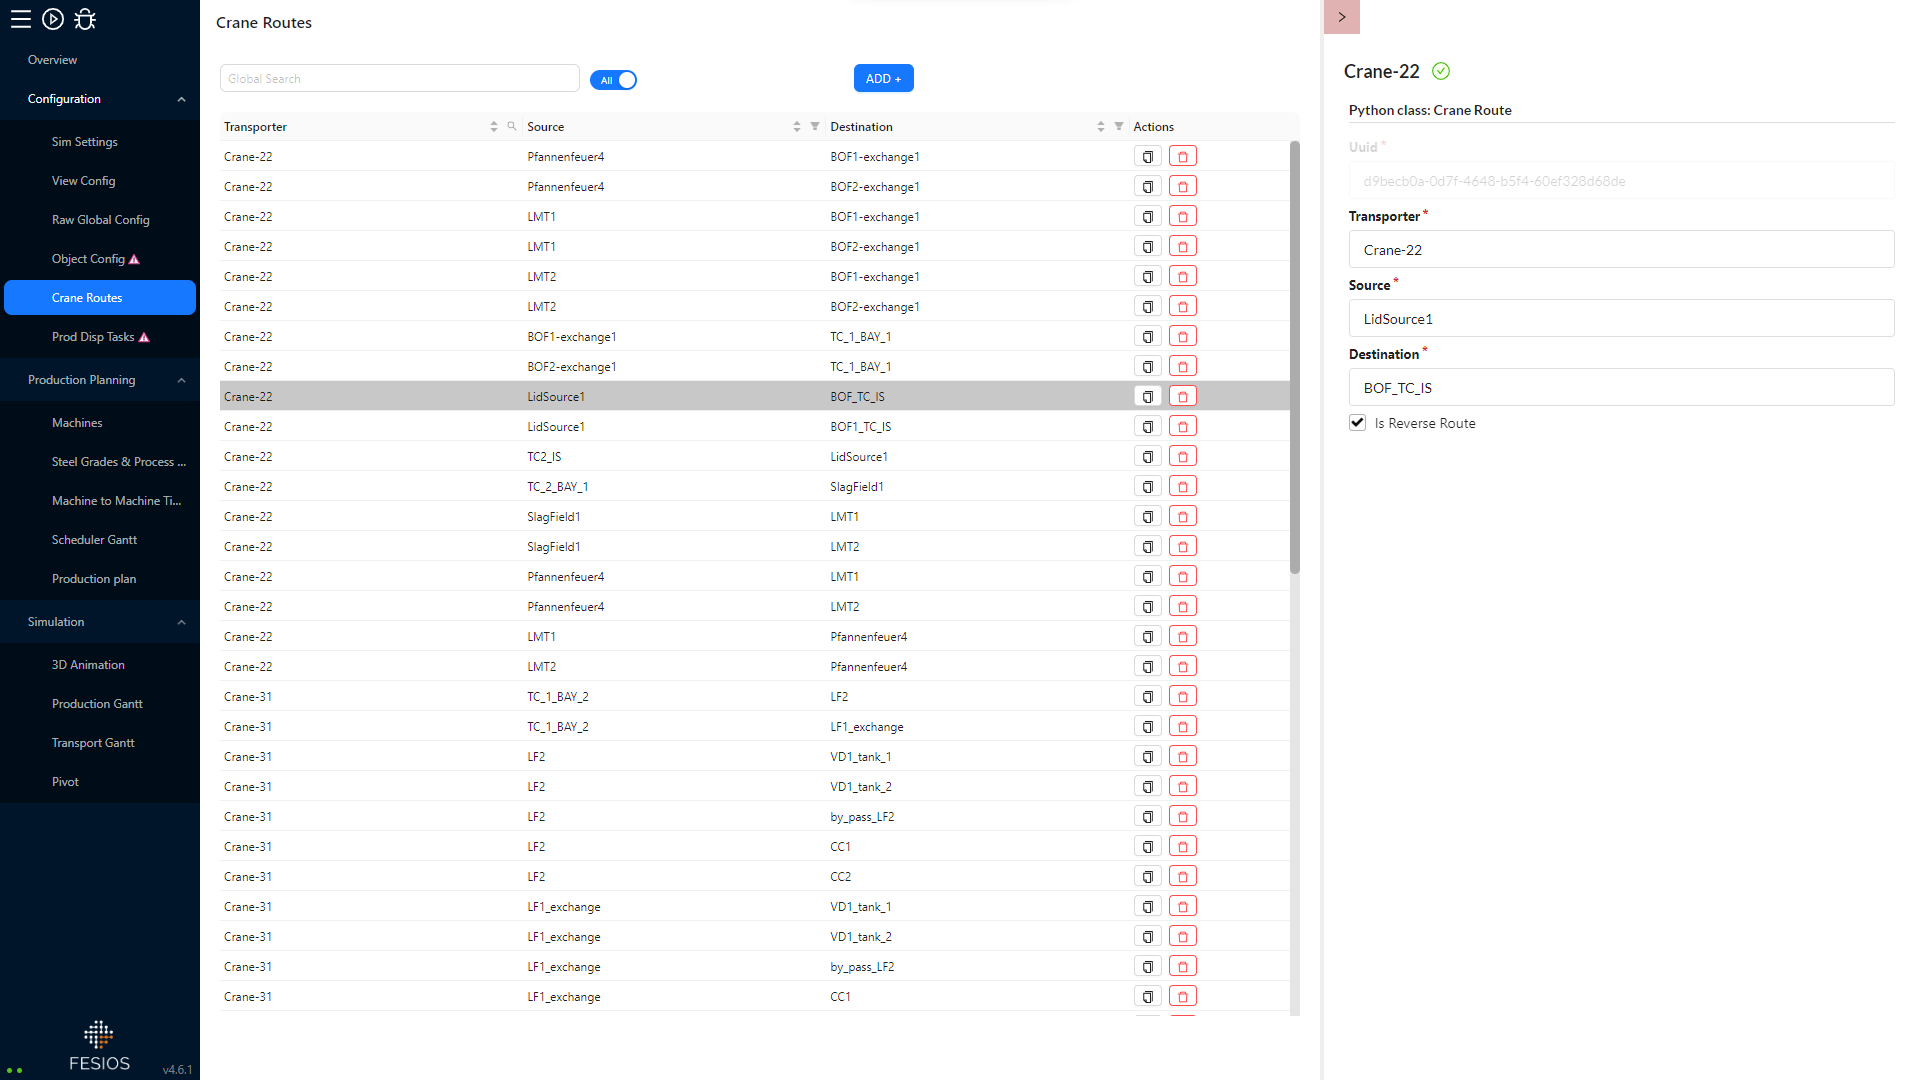 Crane Routes
Overview
Configuration
Sim Settings
View Config
Raw Global Config
Object Config
Crane Routes
Prod Disp Tasks
Production Planning
Machines
Steel Grades & Process ...
Machine to Machine Ti...
Scheduler Gantt
Production plan
Simulation
3D Animation
Production Gantt
Transport Gantt
Pivot
FESIOS
v4.6.1
Global Search
All
ADD +
Transporter Source Destination Actions
Crane-22 Pfannenfeuer4 BOF1-exchange1
Crane-22 Pfannenfeuer4 BOF2-exchange1
Crane-22 LMT1 BOF1-exchange1
Crane-22 LMT1 BOF2-exchange1
Crane-22 LMT2 BOF1-exchange1
Crane-22 LMT2 BOF2-exchange1
Crane-22 BOF1-exchange1 TC_1_BAY_1
Crane-22 BOF2-exchange1 TC_1_BAY_1
Crane-22 LidSource1 BOF_TC_IS
Crane-22 LidSource1 BOF1_TC_IS
Crane-22 TC2_IS LidSource1
Crane-22 TC_2_BAY_1 SlagField1
Crane-22 SlagField1 LMT1
Crane-22 SlagField1 LMT2
Crane-22 Pfannenfeuer4 LMT1
Crane-22 Pfannenfeuer4 LMT2
Crane-22 LMT1 Pfannenfeuer4
Crane-22 LMT2 Pfannenfeuer4
Crane-31 TC_1_BAY_2 LF2
Crane-31 TC_1_BAY_2 LF1_exchange
Crane-31 LF2 VD1_tank_1
Crane-31 LF2 VD1_tank_2
Crane-31 LF2 by_pass_LF2
Crane-31 LF2 CC1
Crane-31 LF2 CC2
Crane-31 LF1_exchange VD1_tank_1
Crane-31 LF1_exchange VD1_tank_2
Crane-31 LF1_exchange by_pass_LF2
Crane-31 LF1_exchange CC1
Crane-22
Python class: Crane Route
Uuid *
d9becb0a-0d7f-4648-b5f4-60ef328d68de
Transporter *
Crane-22
Source *
LidSource1
Destination *
BOF_TC_IS
Is Reverse Route